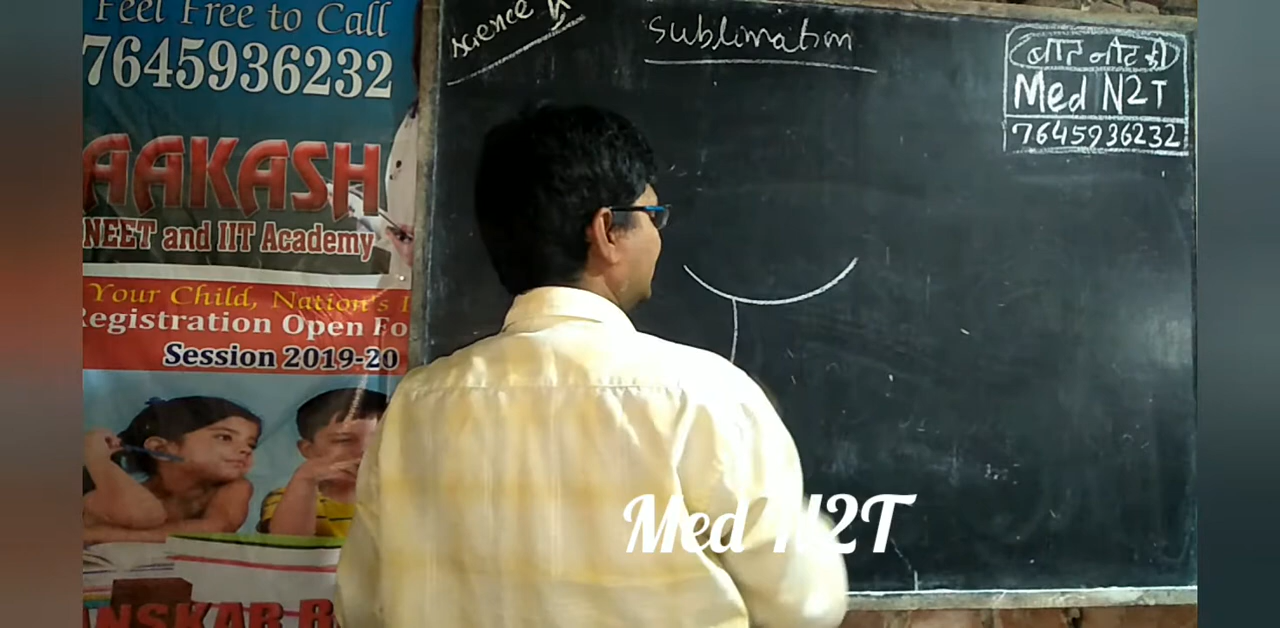 Feel Free to Call
7645936232
AAKASH
NEET and IIT Academy
Your Child, Nation's
Registration Open Fo
Session 2019-20
science
Sublimation
Med N2T
7645936232
Med N2T